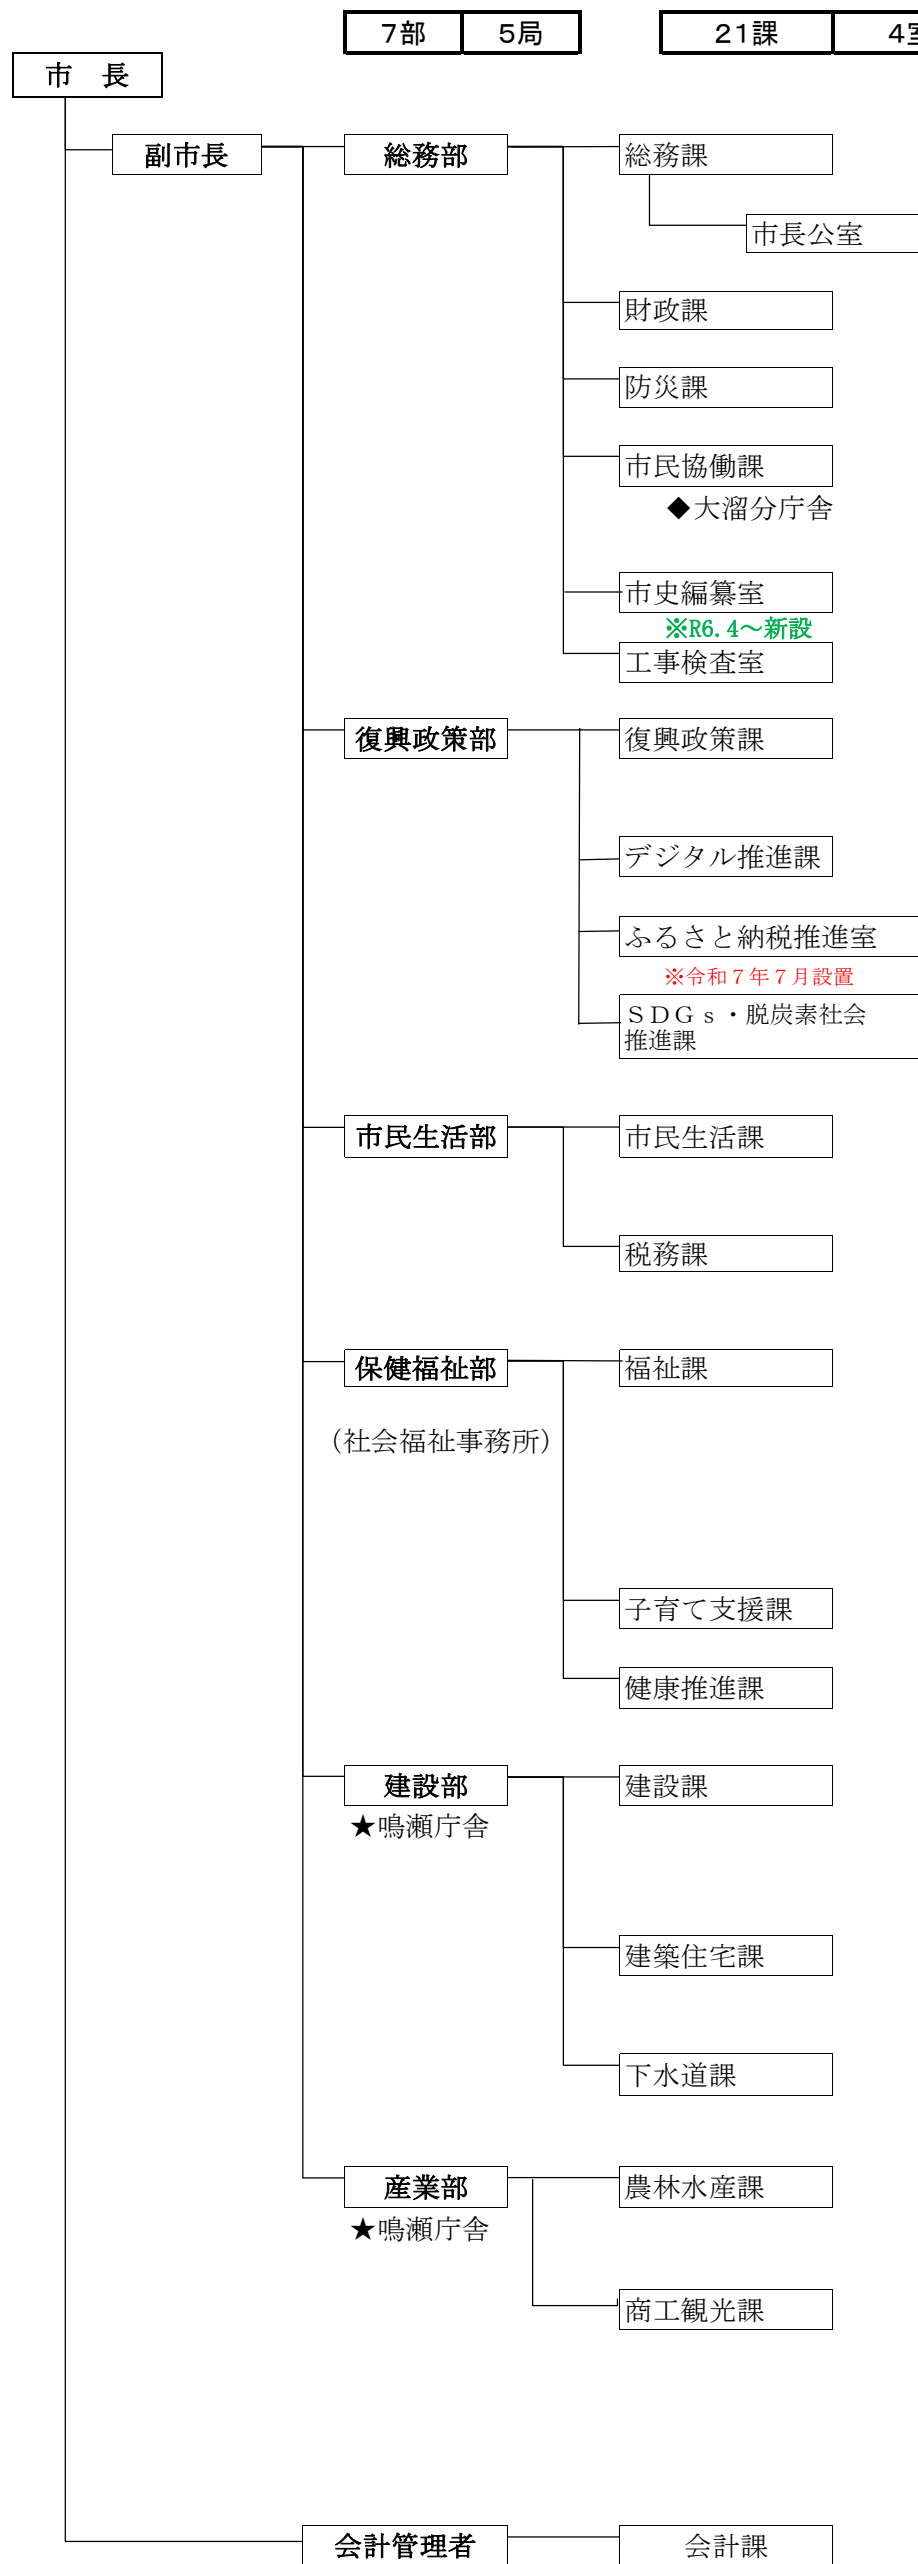 7部 5局 21課 4室
市　長
副市長 総務部 総務課
市長公室
財政課
防災課
市民協働課
◆大溜分庁舎
市史編纂室
※R6.4～新設
工事検査室
復興政策部 復興政策課
デジタル推進課
ふるさと納税推進室
※令和７年７月設置
ＳＤＧｓ・脱炭素社会
推進課
市民生活部 市民生活課
税務課
保健福祉部 福祉課
（社会福祉事務所）
子育て支援課
健康推進課
建設部 建設課
★鳴瀬庁舎
建築住宅課
下水道課
産業部 農林水産課
★鳴瀬庁舎
商工観光課
会計管理者 会計課